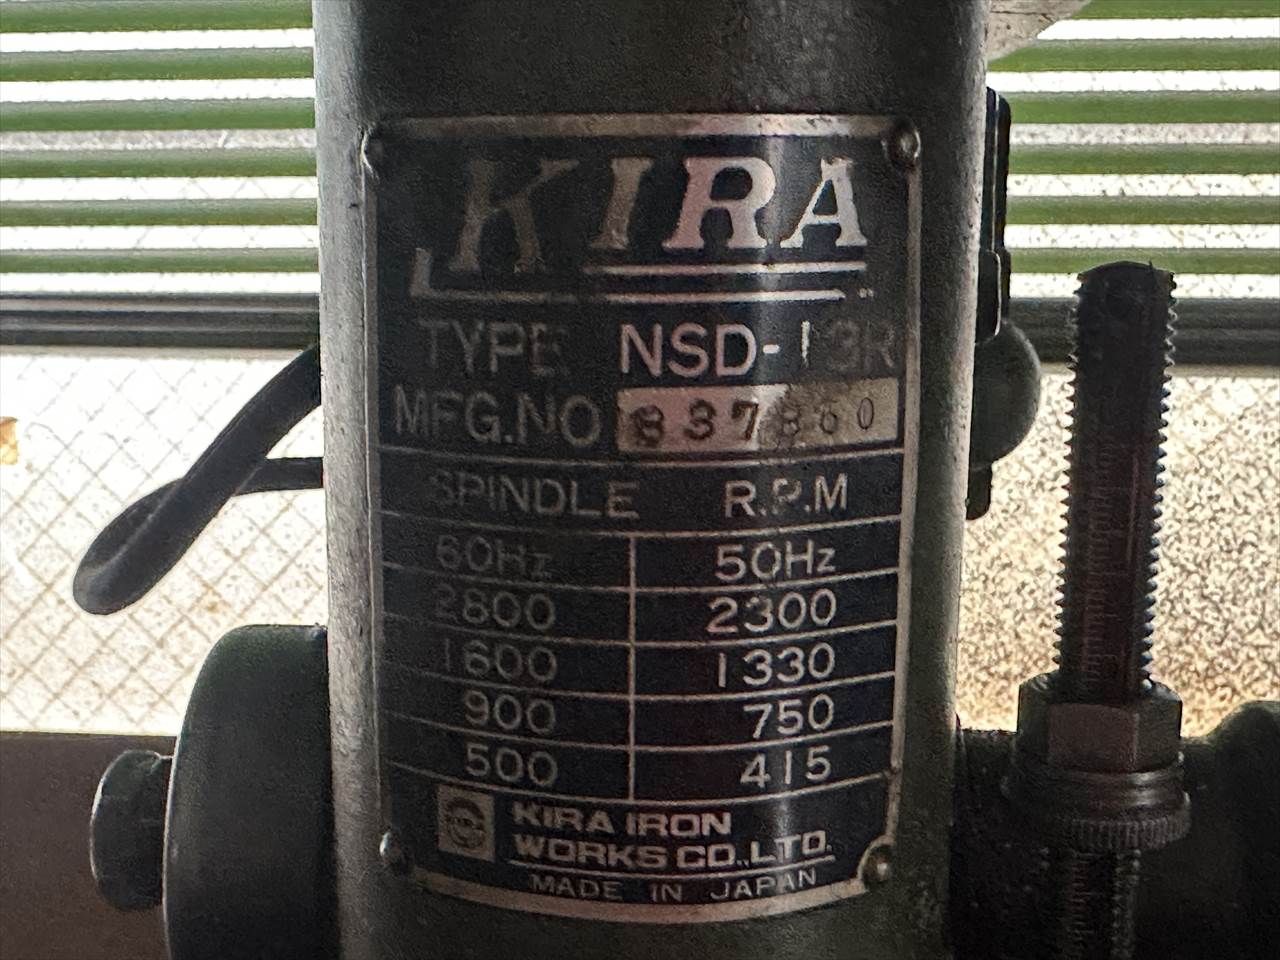 KIRA
TYPE NSD-13R
MFG.NO 837860
SPINDLE R.P.M
60Hz 50Hz
2800 2300
1600 1330
900 750
500 415
KIRA IRON
WORKS CO.,LTD.
MADE IN JAPAN